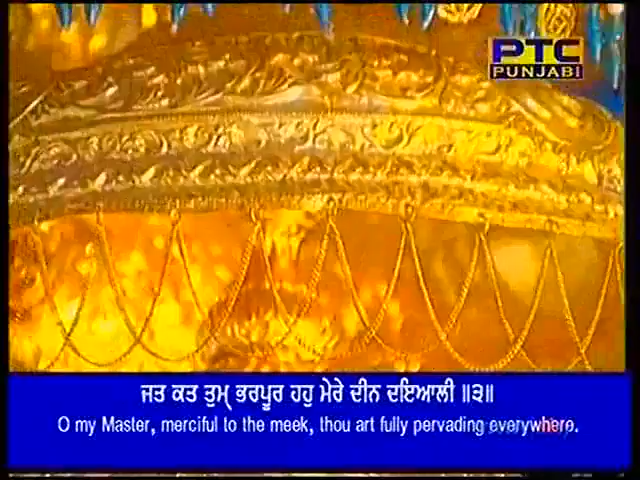 PTC
PUNJABI
ਜਤ ਕਤ ਤੁਮ੍ ਭਰਪੂਰ ਹਹੁ ਮੇਰੇ ਦੀਨ ਦਇਆਲੀ ॥੩॥
O my Master, merciful to the meek, thou art fully pervading everywhere.